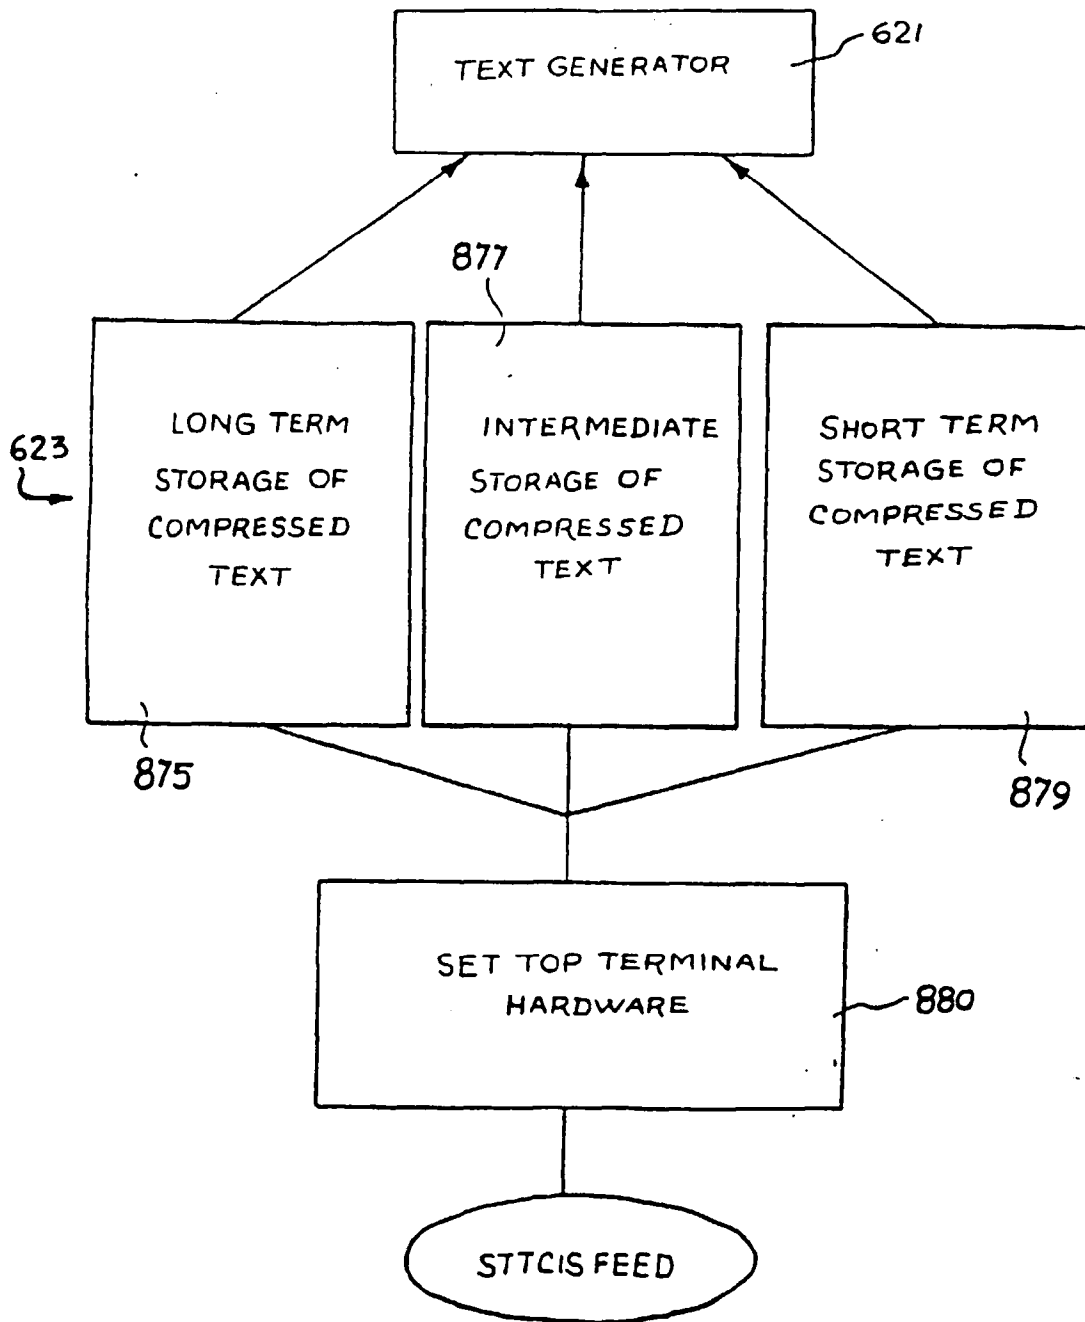 621
TEXT GENERATOR
877
623
LONG TERM
STORAGE OF
COMPRESSED
TEXT
INTERMEDIATE
STORAGE OF
COMPRESSED
TEXT
SHORT TERM
STORAGE OF
COMPRESSED
TEXT
875
879
SET TOP TERMINAL
HARDWARE
880
STTCIS FEED